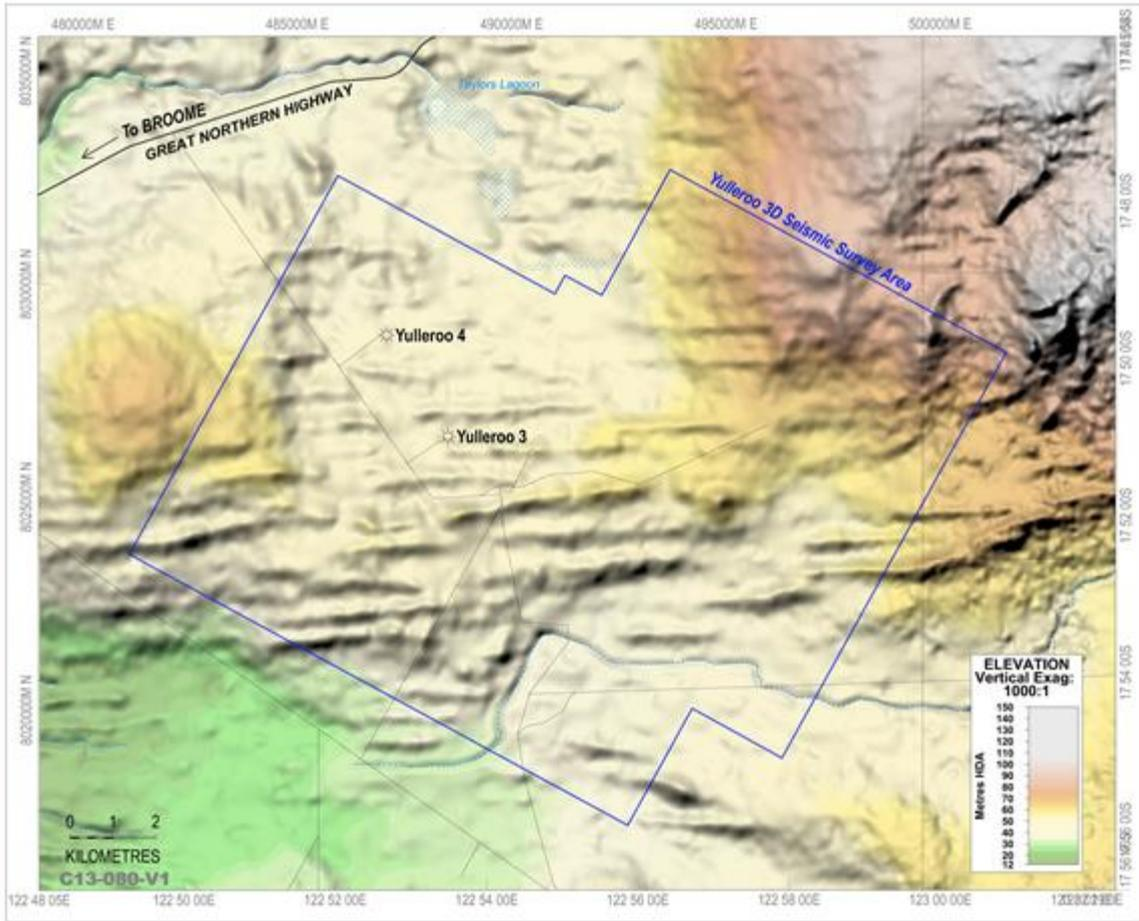 480000M E 485000M E 490000M E 495000M E 500000M E
8035000M N
8030000M N
8025000M N
8020000M N
17 48 00S
17 50 00S
17 52 00S
17 54 00S
Taylors Lagoon
To BROOME
GREAT NORTHERN HIGHWAY
Yulleroo 3D Seismic Survey Area
Yulleroo 4
Yulleroo 3
ELEVATION
Vertical Exag:
1000:1
Metres HDA
150
140
130
120
110
100
90
80
70
60
50
40
30
20
12
0 1 2
KILOMETRES
C13-080-V1
122 48 05E 122 50 00E 122 52 00E 122 54 00E 122 56 00E 122 58 00E 123 00 00E